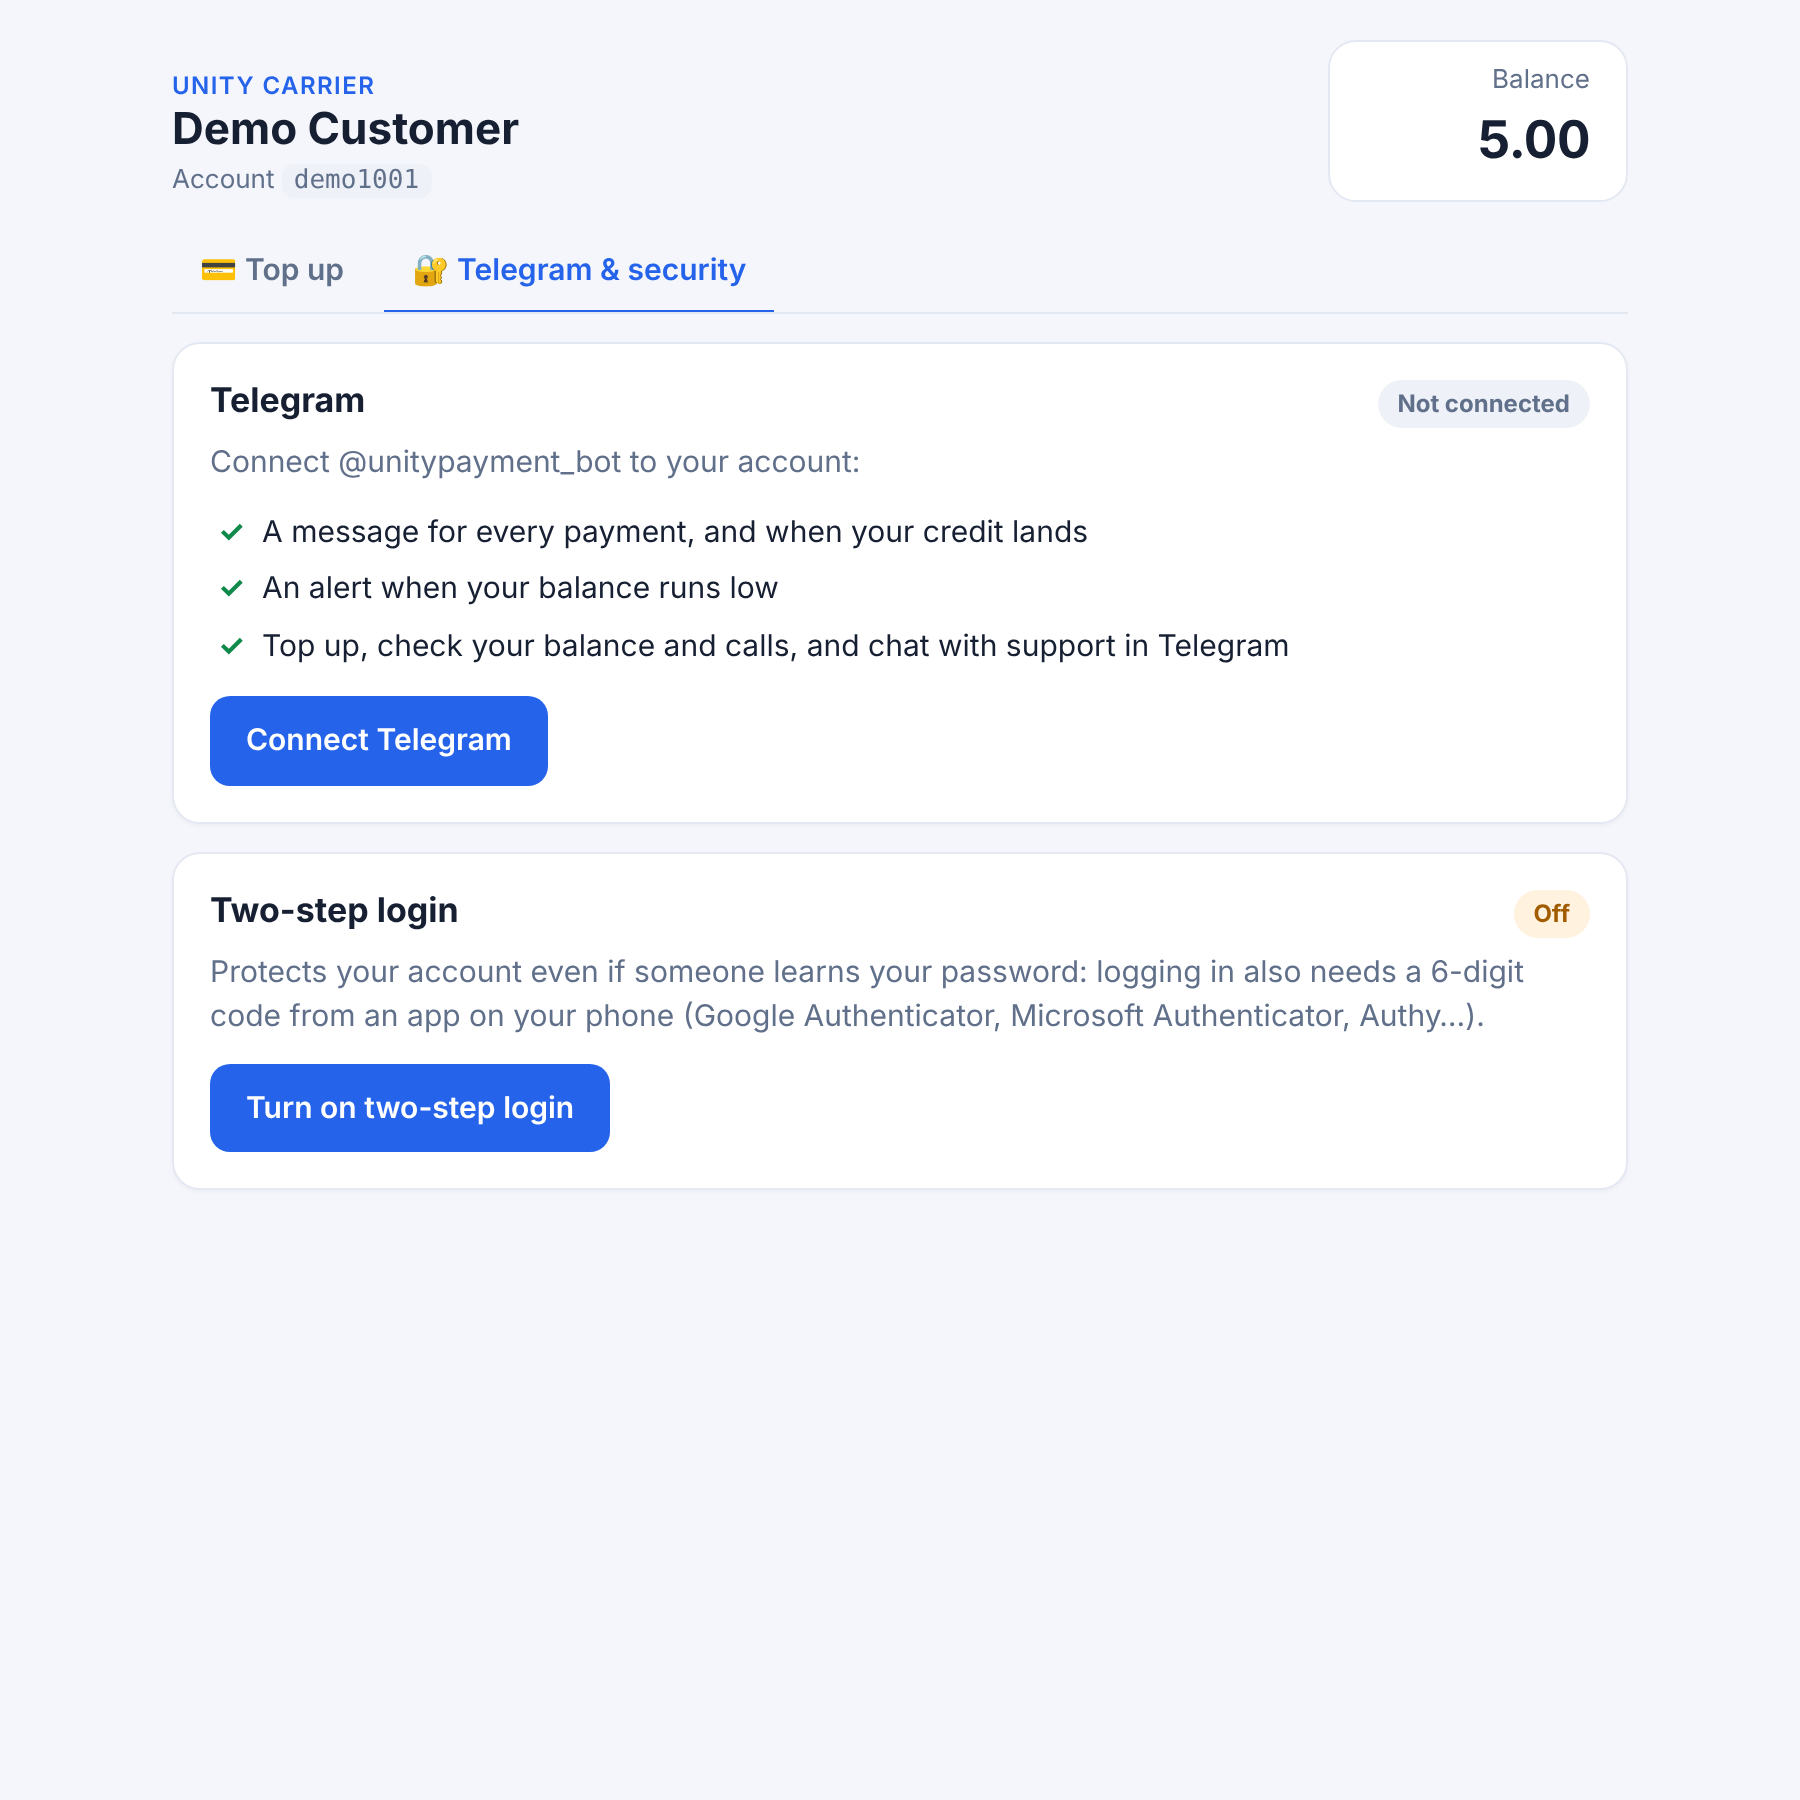 UNITY CARRIER
Demo Customer
Account demo1001
Balance
5.00
Top up
Telegram & security
Telegram
Not connected
Connect @unitypayment_bot to your account:
A message for every payment, and when your credit lands
An alert when your balance runs low
Top up, check your balance and calls, and chat with support in Telegram
Connect Telegram
Two-step login
Off
Protects your account even if someone learns your password: logging in also needs a 6-digit
code from an app on your phone (Google Authenticator, Microsoft Authenticator, Authy...).
Turn on two-step login